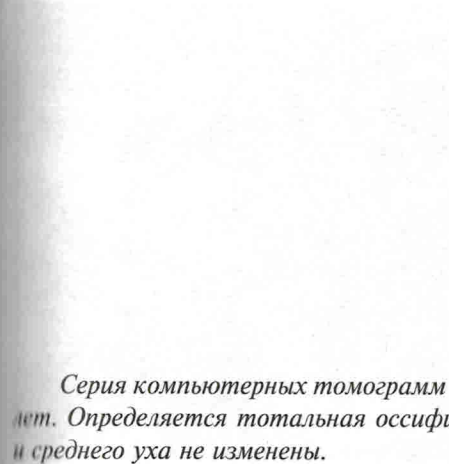 Серия компьютерных томограмм
лет. Определяется тотальная оссифи
и среднего уха не изменены.